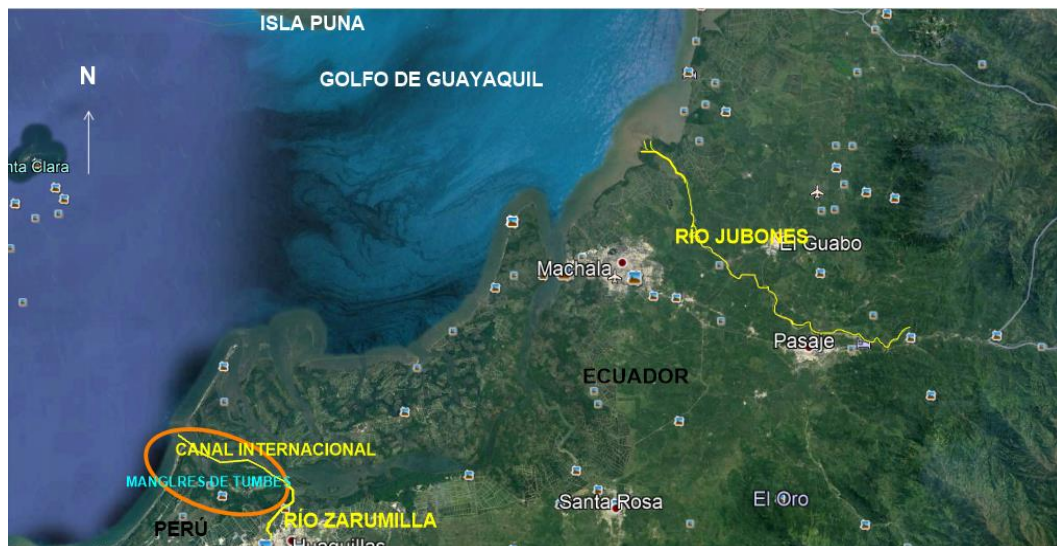 ISLA PUNA
N
GOLFO DE GUAYAQUIL
nta Clara
RÍO JUBONES
El Guabo
Machala
Pasaje
ECUADOR
CANAL INTERNACIONAL
MANGLRES DE TUMBES
Santa Rosa
El Oro
RÍO ZARUMILLA
PERÚ
Huaquillas